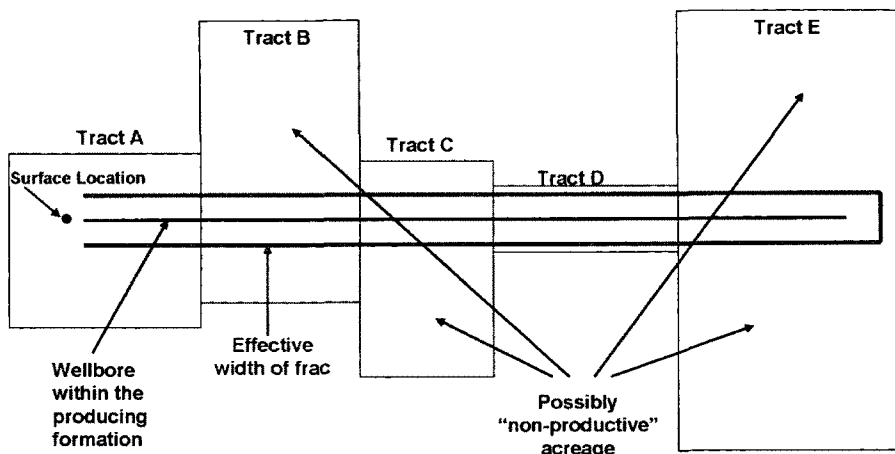 Tract B
Tract E
Tract A
Tract C
Surface Location
Tract D
Effective
width of frac
Wellbore
within the
producing
formation
Possibly
“non-productive”
acreage